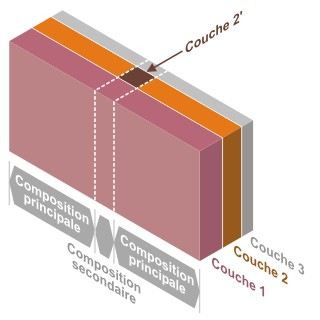 Couche 2'
Composition
principale
Composition
secondaire
Composition
principale
Couche 1
Couche 2
Couche 3